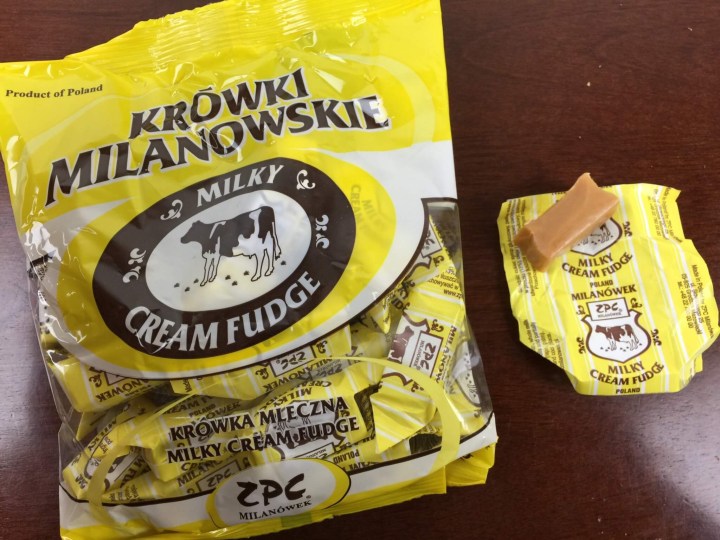 Product of Poland
KRÓWKI
MILANOWSKIE
MILKY
CREAM FUDGE
KRÓWKA MLECZNA
MILKY CREAM FUDGE
ZPC
MILANÓWEK
MILKY
CREAM FUDGE
POLAND
MILANÓWEK
ZPC
MILKY
CREAM FUDGE
POLAND